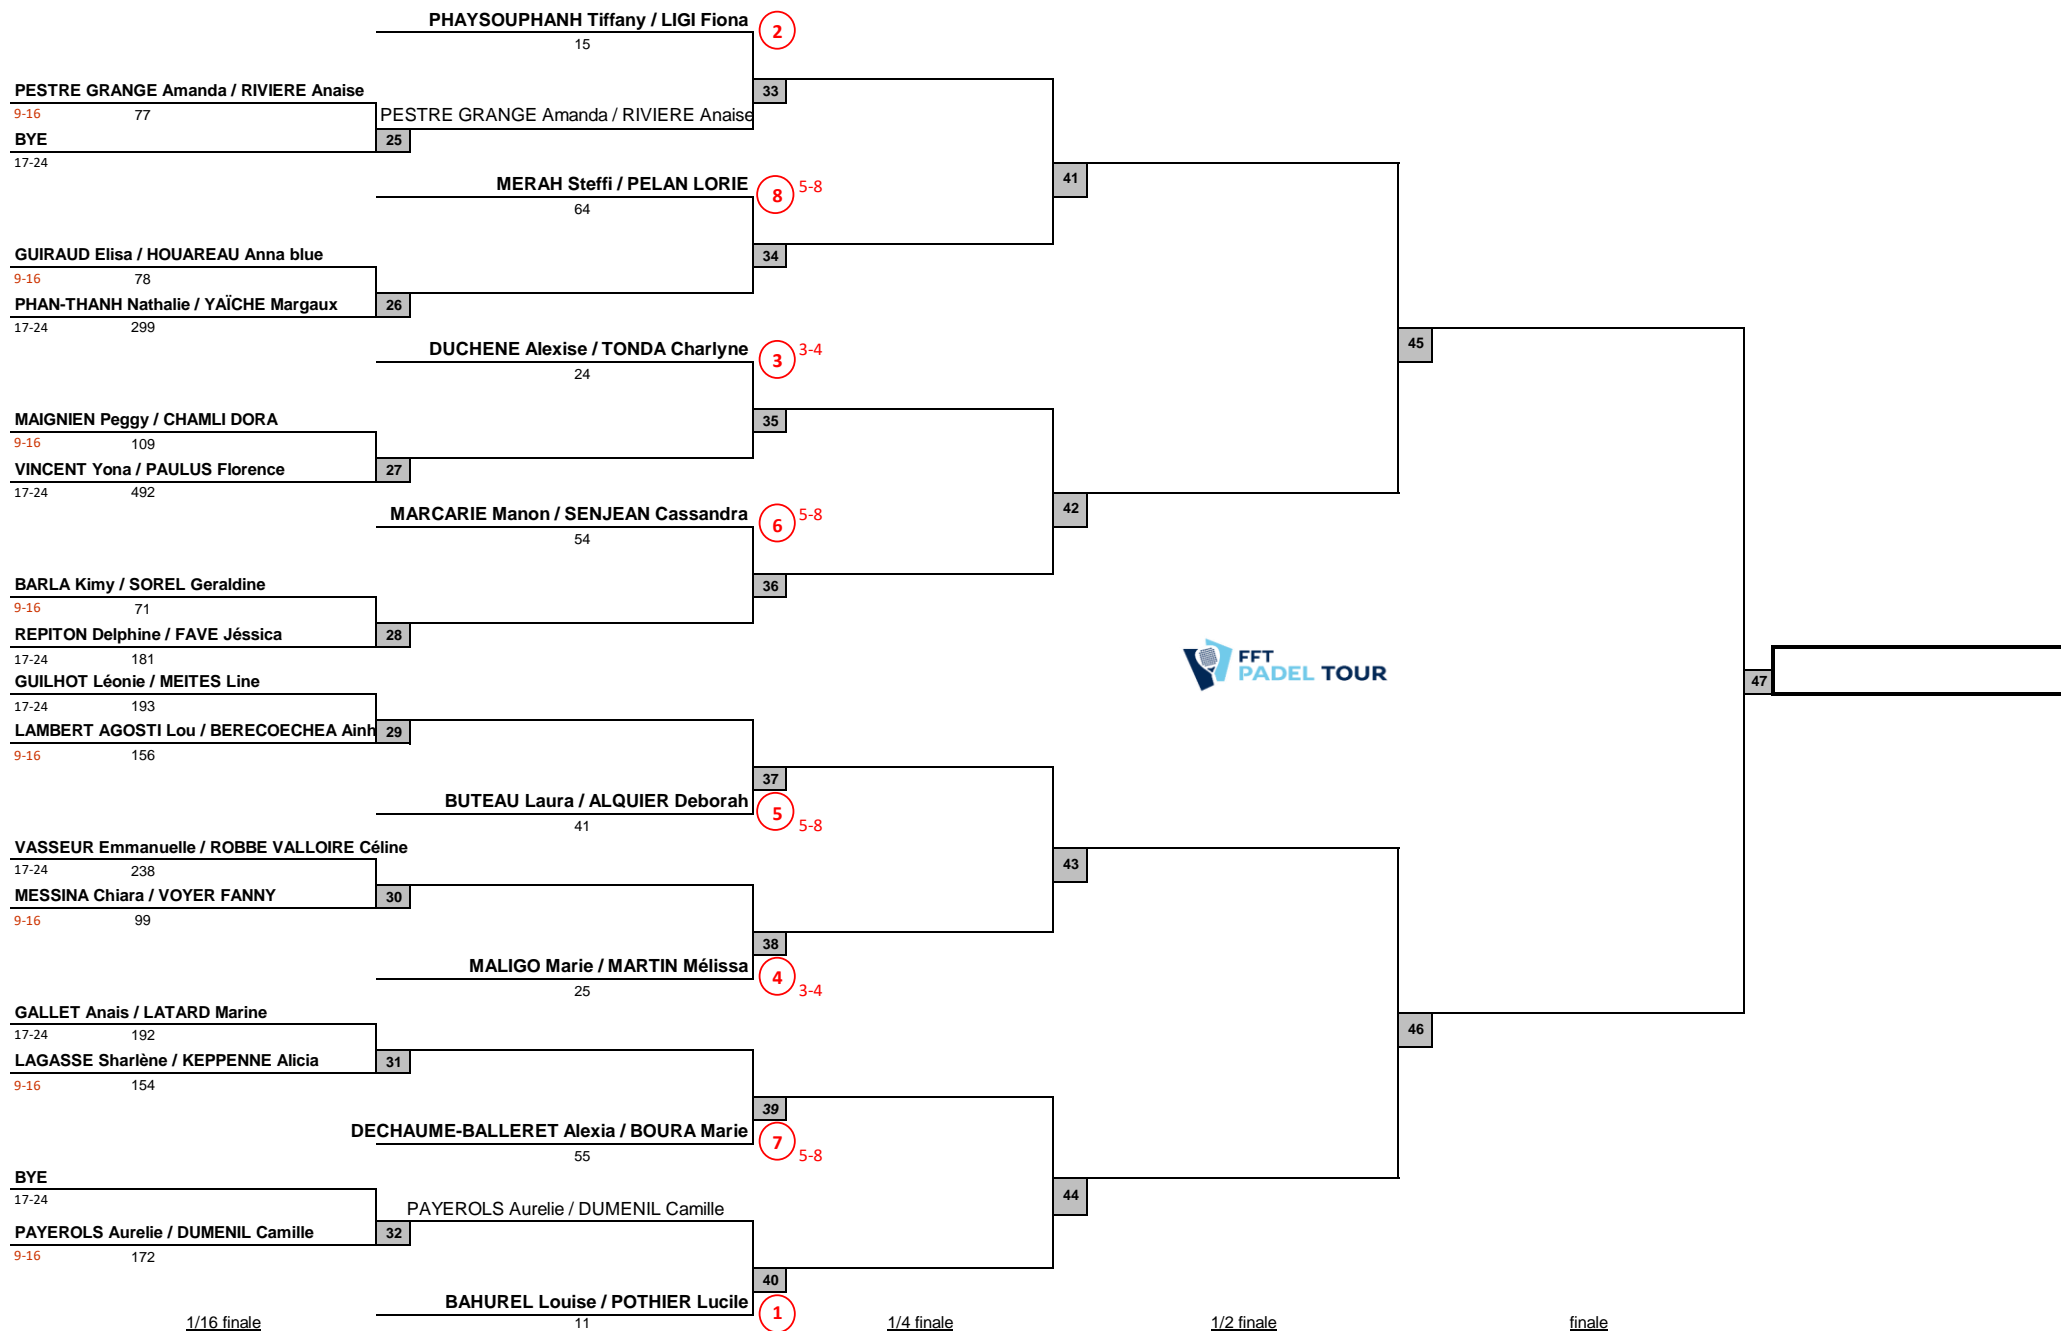 PHAYSOUPHANH Tiffany / LIGI Fiona
2
15
PESTRE GRANGE Amanda / RIVIERE Anaise
33
9-16 77
PESTRE GRANGE Amanda / RIVIERE Anaise
BYE
25
17-24
MERAH Steffi / PELAN LORIE
8
5-8
41
64
GUIRAUD Elisa / HOUAREAU Anna blue
34
9-16 78
PHAN-THANH Nathalie / YAÏCHE Margaux
26
17-24 299
DUCHENE Alexise / TONDA Charlyne
3
3-4
45
24
MAIGNIEN Peggy / CHAMLI DORA
35
9-16 109
VINCENT Yona / PAULUS Florence
27
17-24 492
MARCARIE Manon / SENJEAN Cassandra
6
5-8
42
54
BARLA Kimy / SOREL Geraldine
36
9-16 71
REPITON Delphine / FAVE Jéssica
28
17-24 181
FFT
PADEL TOUR
GUILHOT Léonie / MEITES Line
47
17-24 193
LAMBERT AGOSTI Lou / BERECOECHEA Ainh
29
9-16 156
37
BUTEAU Laura / ALQUIER Deborah
5
5-8
41
VASSEUR Emmanuelle / ROBBE VALLOIRE Céline
43
17-24 238
MESSINA Chiara / VOYER FANNY
30
9-16 99
38
MALIGO Marie / MARTIN Mélissa
4
3-4
25
GALLET Anais / LATARD Marine
46
17-24 192
LAGASSE Sharlène / KEPPENNE Alicia
31
9-16 154
39
DECHAUME-BALLERET Alexia / BOURA Marie
7
5-8
55
BYE
17-24
44
PAYEROLS Aurelie / DUMENIL Camille
PAYEROLS Aurelie / DUMENIL Camille
32
9-16 172
40
BAHUREL Louise / POTHIER Lucile
1
11
1/16 finale
1/4 finale
1/2 finale
finale